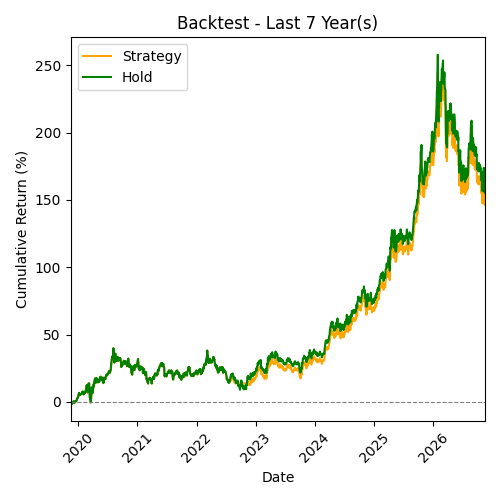 Backtest - Last 7 Year(s)
Strategy
Hold
Cumulative Return (%)
250
200
150
100
50
0
2020
2021
2022
2023
2024
2025
2026
Date